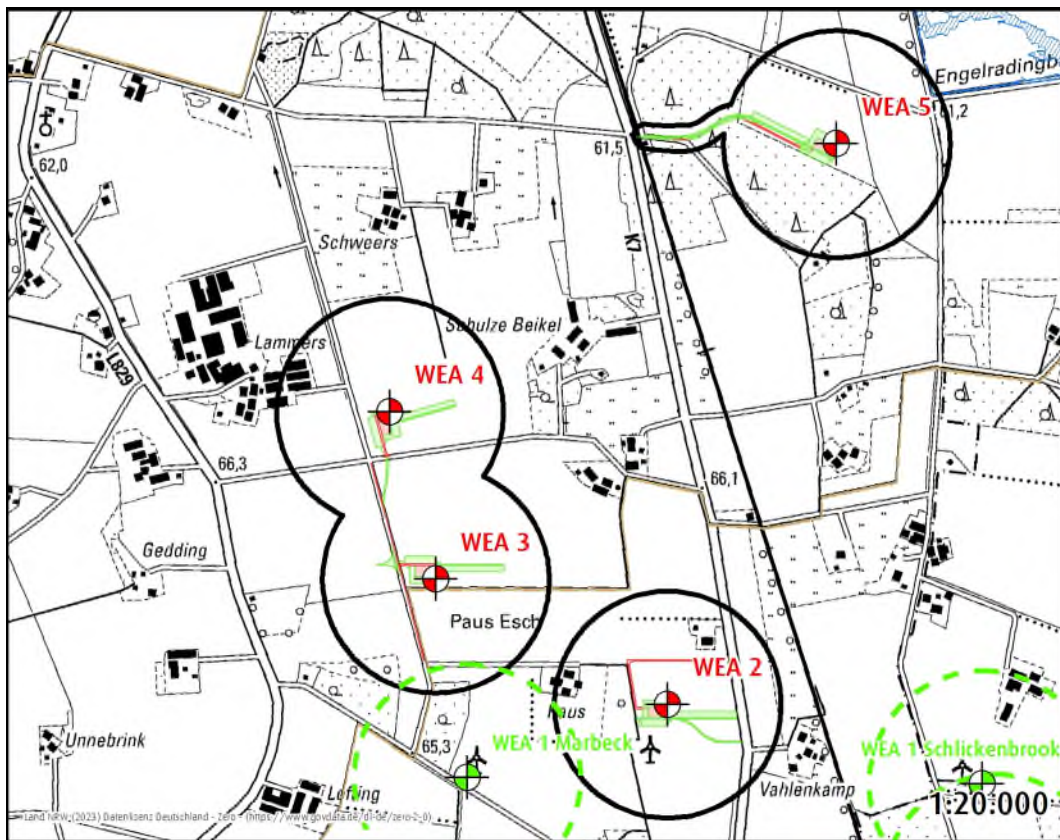 Engelradingb
WEA 5
61,2
61,5
62,0
K7
Schweers
Schulze Beikel
Lammers
WEA 4
L829
66,3
66,1
WEA 3
Gedding
Paus Esch
WEA 2
Paus
WEA 1 Marbeck
WEA 1 Schlickenbrook
Unnebrink
65,3
Vahlenkamp
1:20.000
Land NRW (2023) Datenlizenz Deutschland - Zero - (https://www.govdata.de/dl-de/zero-2-0)